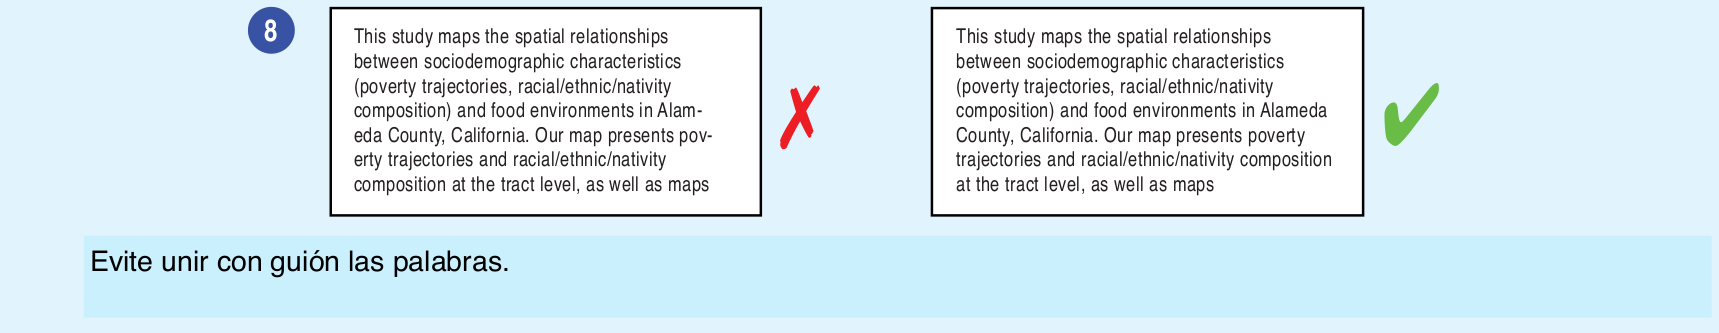 8
This study maps the spatial relationships
between sociodemographic characteristics
(poverty trajectories, racial/ethnic/nativity
composition) and food environments in Alam-
eda County, California. Our map presents pov-
erty trajectories and racial/ethnic/nativity
composition at the tract level, as well as maps
This study maps the spatial relationships
between sociodemographic characteristics
(poverty trajectories, racial/ethnic/nativity
composition) and food environments in Alameda
County, California. Our map presents poverty
trajectories and racial/ethnic/nativity composition
at the tract level, as well as maps
Evite unir con guión las palabras.